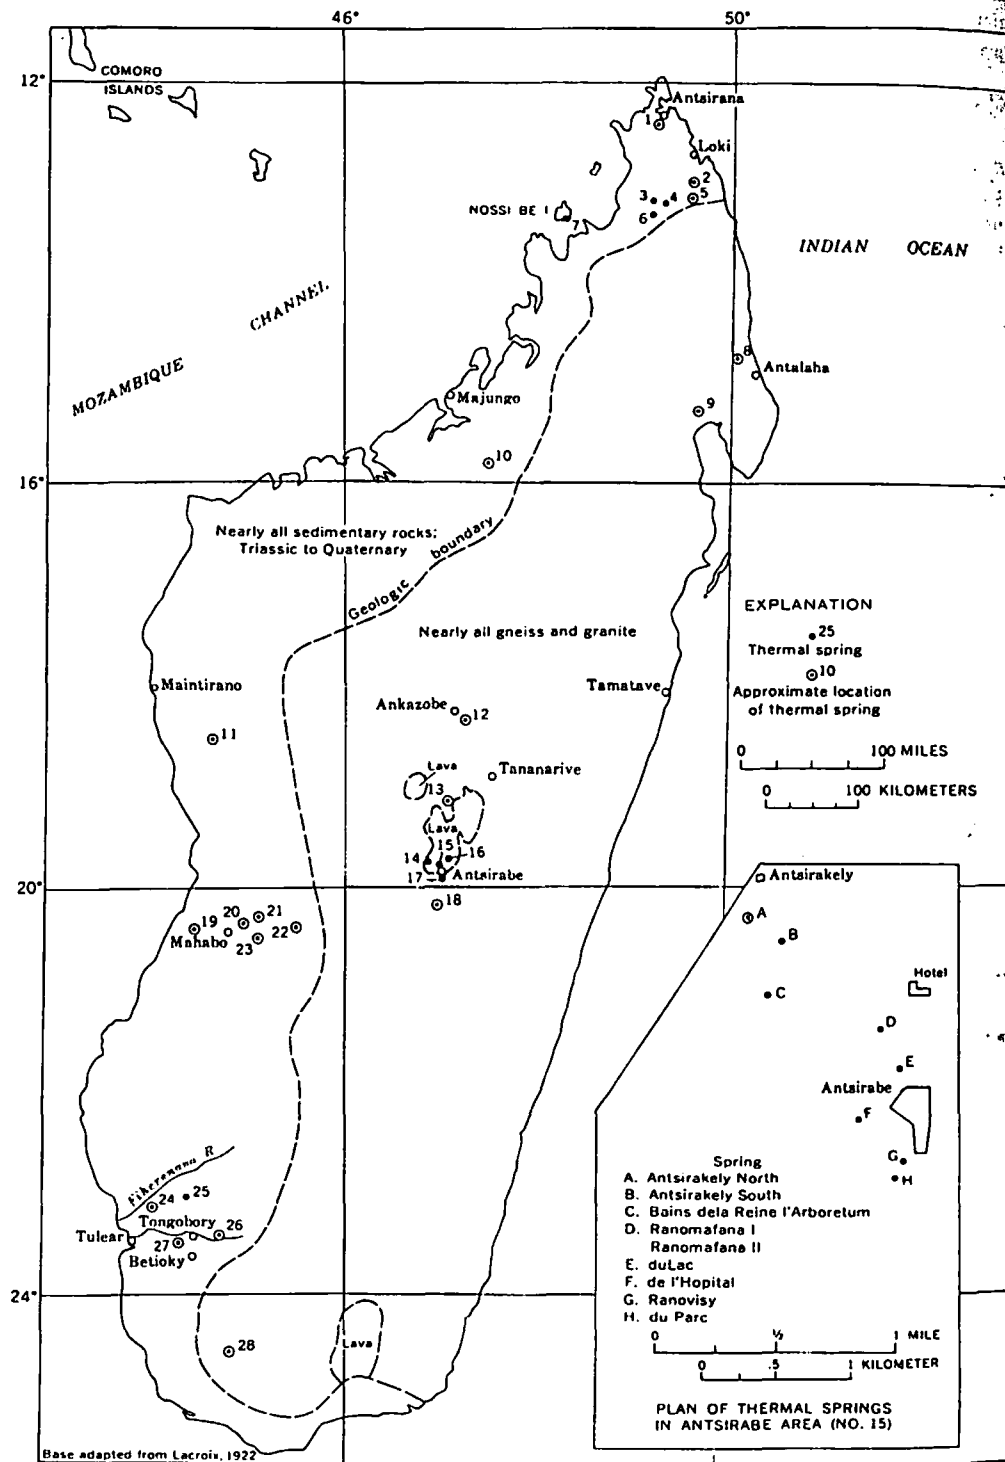 46°
50°
12°
COMORO
ISLANDS
Antsirana
1
Loki
2
3
4
5
6
NOSSI BE I
7
INDIAN OCEAN
MOZAMBIQUE CHANNEL
8
Antalaha
Majungo
9
10
16°
Nearly all sedimentary rocks;
Triassic to Quaternary
Geologic boundary
EXPLANATION
25
Thermal spring
10
Approximate location
of thermal spring
Nearly all gneiss and granite
Maintirano
Tamatave
Ankazobe
12
11
0 100 MILES
0 100 KILOMETERS
Lava
Tananarive
13
Lava
15
14
16
17
Antsirabe
20°
18
19
20
21
22
Mahabo
23
Antsirakely
A
B
C
Hotel
D
E
Antsirabe
F
G
H
Fiherenana R
24
25
Tongobory
26
Tulear
27
Betioky
24°
28
Lava
Spring
A. Antsirakely North
B. Antsirakely South
C. Bains dela Reine l'Arboretum
D. Ranomafana I
Ranomafana II
E. duLac
F. de l'Hopital
G. Ranovisy
H. du Parc
0 ½ 1 MILE
0 .5 1 KILOMETER
PLAN OF THERMAL SPRINGS
IN ANTSIRABE AREA (NO. 15)
Base adapted from Lacroix, 1922